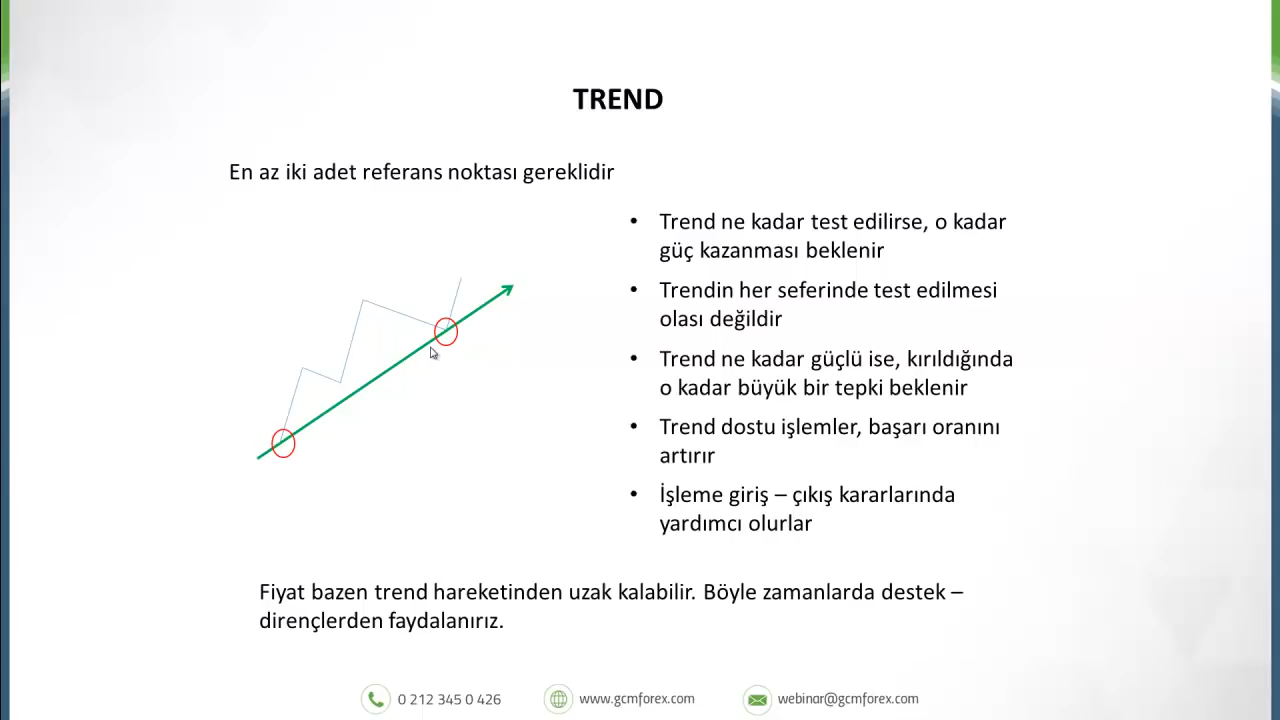 TREND
En az iki adet referans noktası gereklidir
• Trend ne kadar test edilirse, o kadar
güç kazanması beklenir
• Trendin her seferinde test edilmesi
olası değildir
• Trend ne kadar güçlü ise, kırıldığında
o kadar büyük bir tepki beklenir
• Trend dostu işlemler, başarı oranını
artırır
• İşleme giriş – çıkış kararlarında
yardımcı olurlar
Fiyat bazen trend hareketinden uzak kalabilir. Böyle zamanlarda destek –
dirençlerden faydalanırız.
0 212 345 0 426
www.gcmforex.com
webinar@gcmforex.com